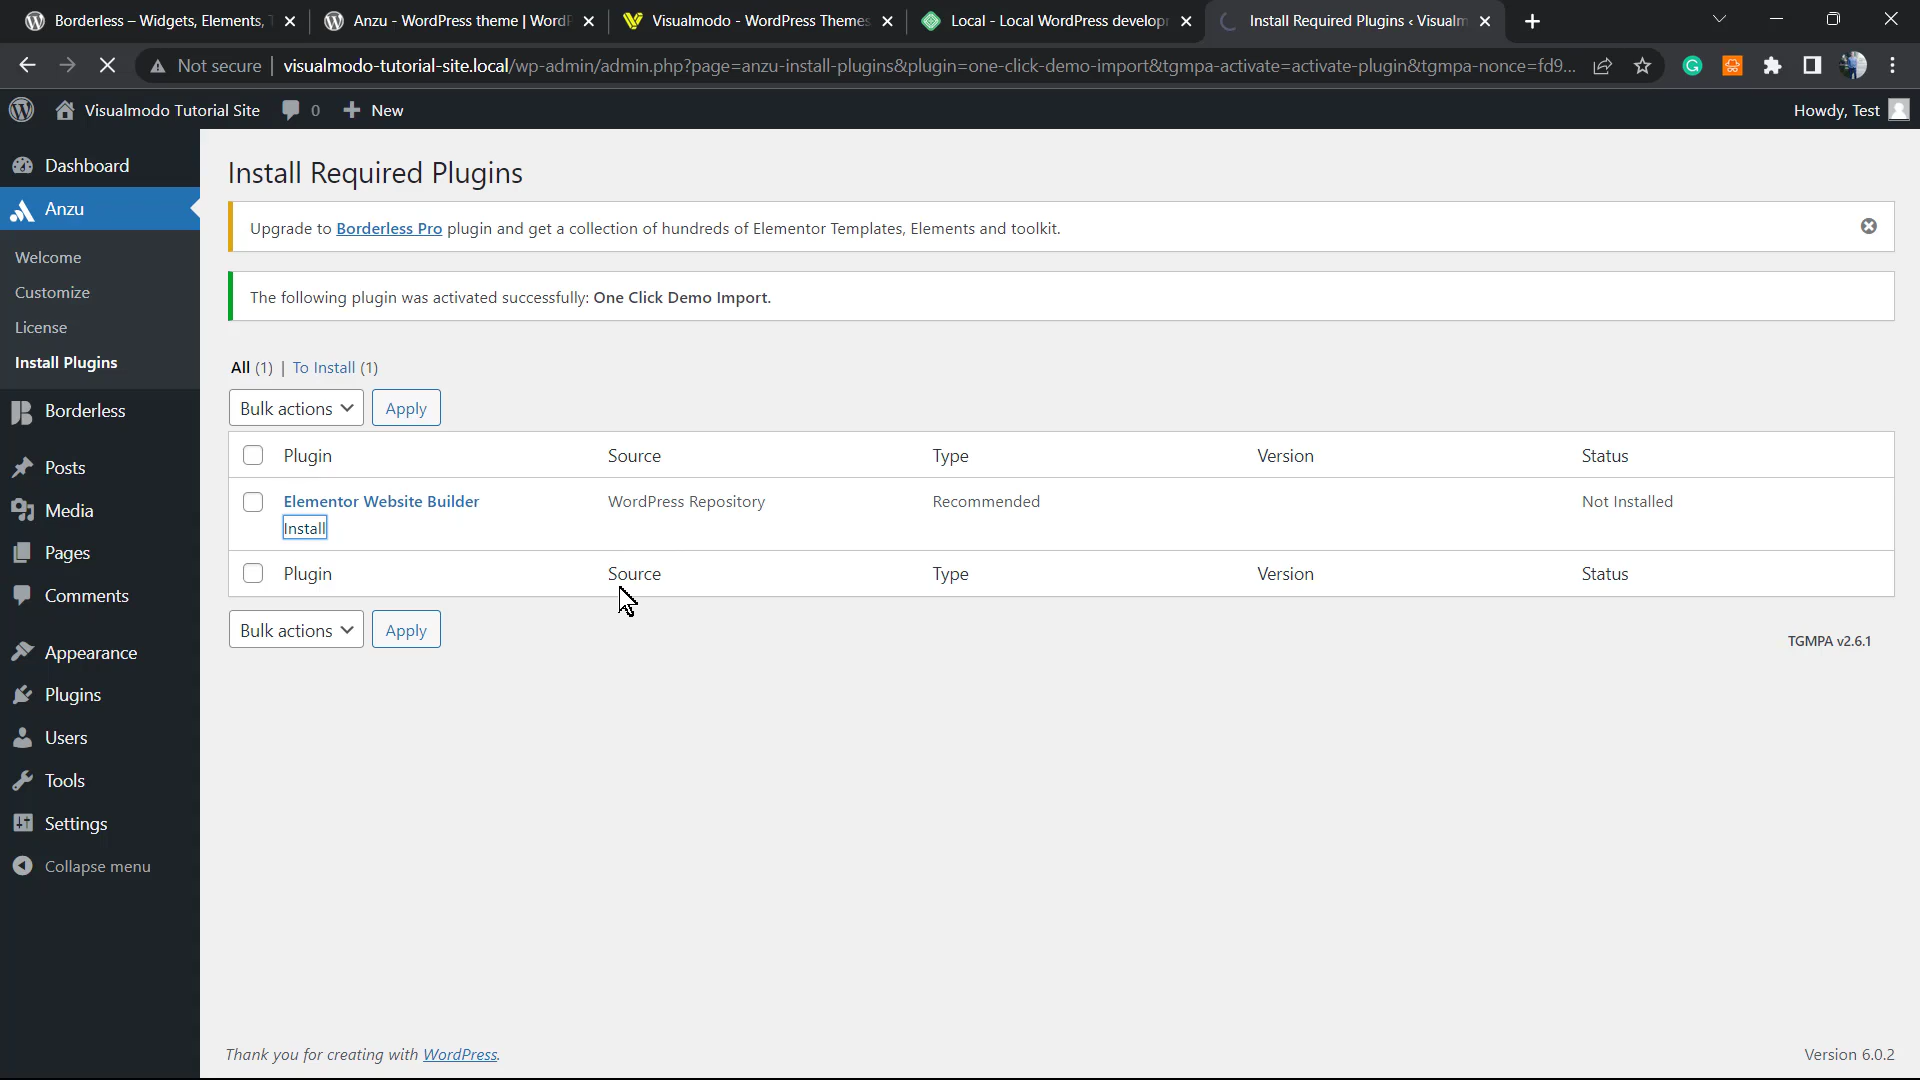 Borderless – Widgets, Elements,
Anzu - WordPress theme | Word
Visualmodo - WordPress Themes
Local - Local WordPress develop
Install Required Plugins ‹ Visualm
Not secure
visualmodo-tutorial-site.local/wp-admin/admin.php?page=anzu-install-plugins&plugin=one-click-demo-import&tgmpa-activate=activate-plugin&tgmpa-nonce=fd9...
Visualmodo Tutorial Site
0
New
Howdy, Test
Dashboard
Anzu
Welcome
Customize
License
Install Plugins
Borderless
Posts
Media
Pages
Comments
Appearance
Plugins
Users
Tools
Settings
Collapse menu
Install Required Plugins
Upgrade to Borderless Pro plugin and get a collection of hundreds of Elementor Templates, Elements and toolkit.
The following plugin was activated successfully: One Click Demo Import.
All (1) | To Install (1)
Bulk actions Apply
Plugin Source Type Version Status
Elementor Website Builder WordPress Repository Recommended Not Installed
Install
Plugin Source Type Version Status
Bulk actions Apply
TGMPA v2.6.1
Thank you for creating with WordPress.
Version 6.0.2